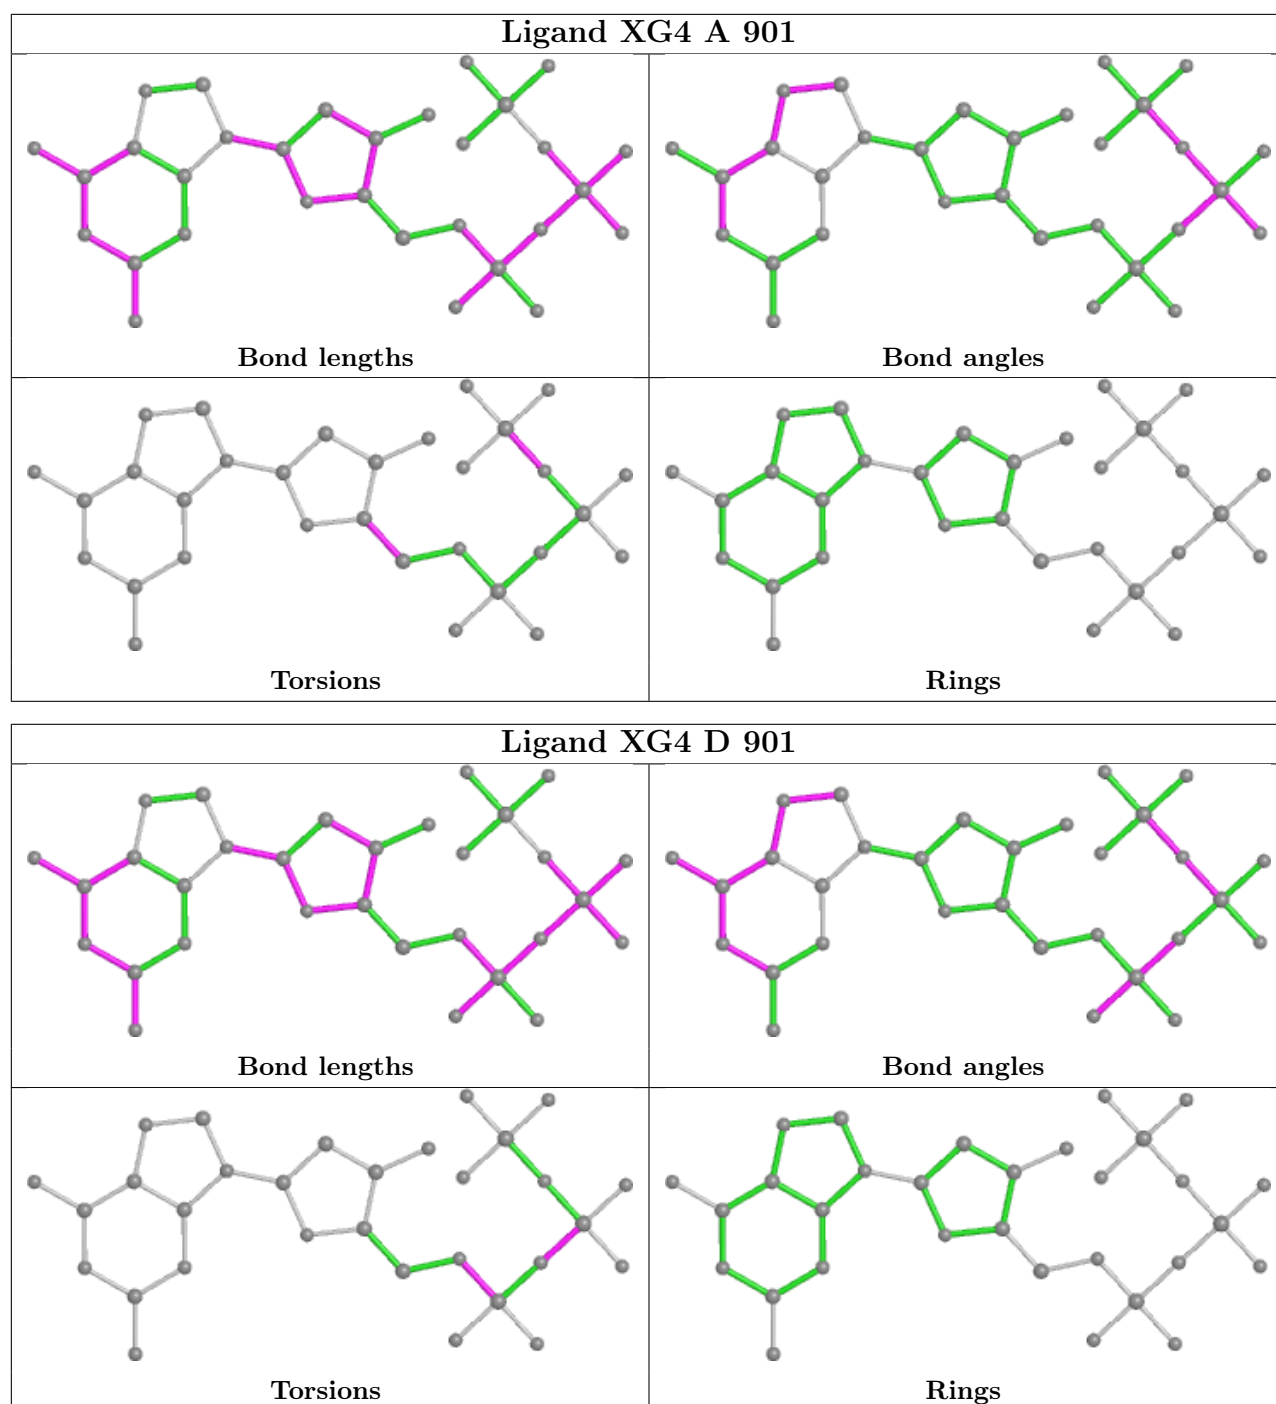 Ligand XG4 A 901
Bond lengths
Bond angles
Torsions
Rings
Ligand XG4 D 901
Bond lengths
Bond angles
Torsions
Rings